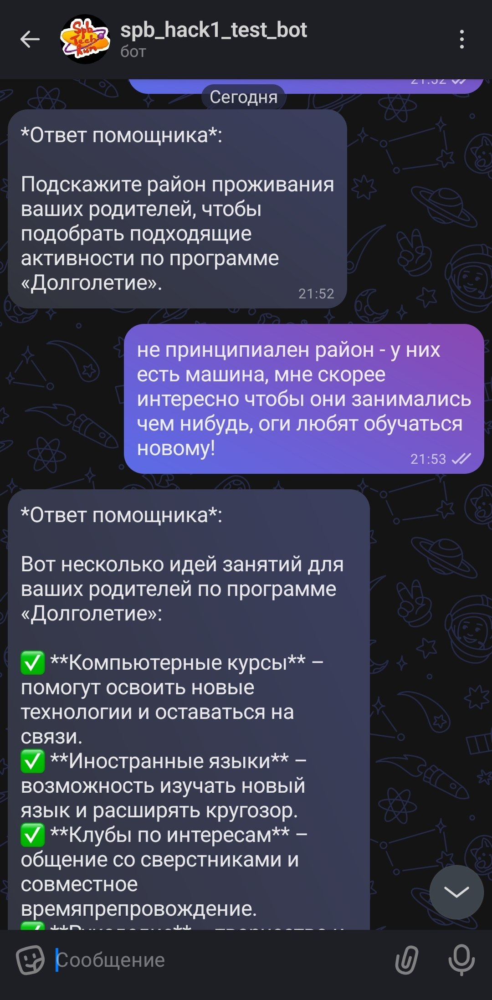 spb_hack1_test_bot
бот
Spb
Tech
Run
21:52
Сегодня
*Ответ помощника*:
Подскажите район проживания
ваших родителей, чтобы
подобрать подходящие
активности по программе
«Долголетие».
21:52
не принципиален район - у них
есть машина, мне скорее
интересно чтобы они занимались
чем нибудь, оги любят обучаться
новому!
21:53
*Ответ помощника*:
Вот несколько идей занятий для
ваших родителей по программе
«Долголетие»:
✅ **Компьютерные курсы** –
помогут освоить новые
технологии и оставаться на
связи.
✅ **Иностранные языки** –
возможность изучать новый
язык и расширять кругозор.
✅ **Клубы по интересам** –
общение со сверстниками и
совместное
времяпрепровождение.
✅ **Рукоделие** – творчество и
Сообщение